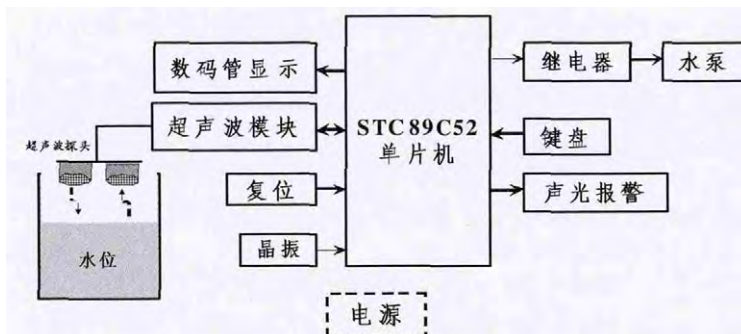 数码管显示
超声波模块
超声波探头
复位
晶振
水位
STC89C52
单片机
继电器
水泵
键盘
声光报警
电源